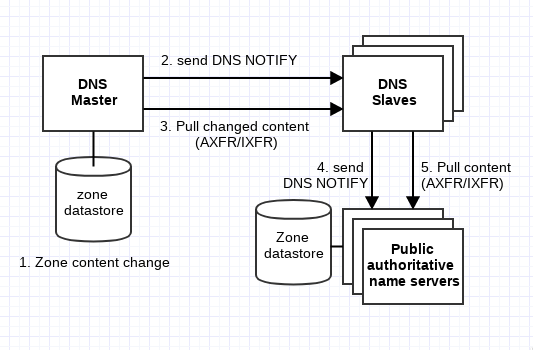 2. send DNS NOTIFY
DNS
Master
DNS
Slaves
3. Pull changed content
(AXFR/IXFR)
zone
datastore
4. send
DNS NOTIFY
5. Pull content
(AXFR/IXFR)
1. Zone content change
Zone
datastore
Public
authoritative
name servers